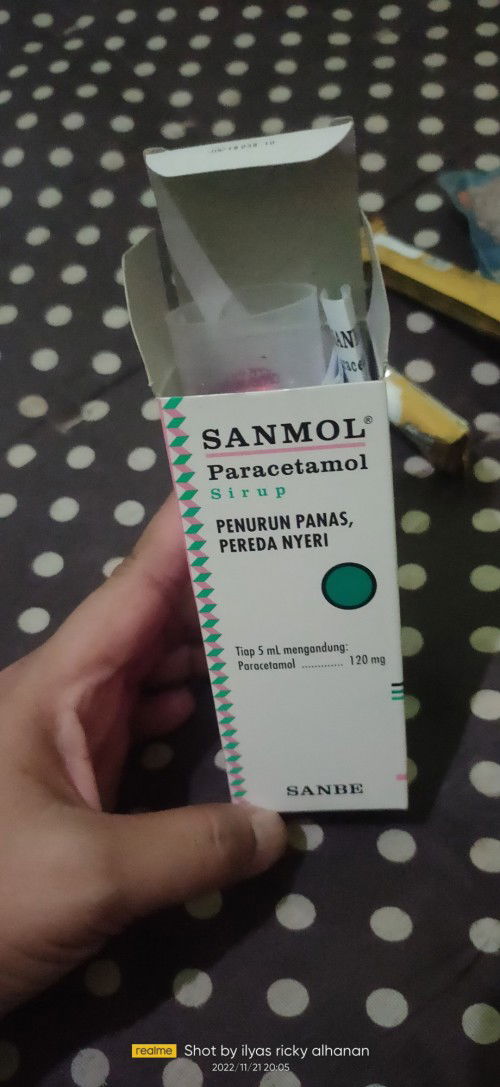 SANMOL®
Paracetamol
Sirup
PENURUN PANAS,
PEREDA NYERI
Tiap 5 mL mengandung:
Paracetamol ............. 120 mg
SANBE
realme Shot by ilyas ricky alhanan
2022/11/21 20:05